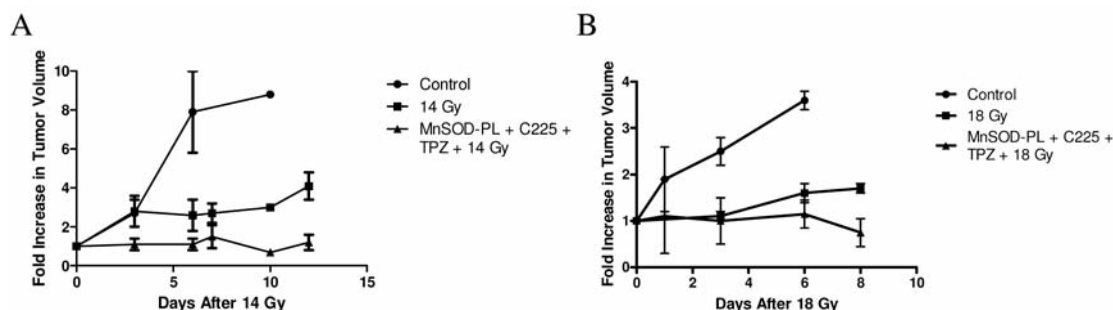 A
Fold Increase in Tumor Volume
10
8
6
4
2
0
0 5 10 15
Days After 14 Gy
Control
14 Gy
MnSOD-PL + C225 +
TPZ + 14 Gy
B
Fold Increase in Tumor Volume
4
3
2
1
0
0 2 4 6 8 10
Days After 18 Gy
Control
18 Gy
MnSOD-PL + C225 +
TPZ + 18 Gy